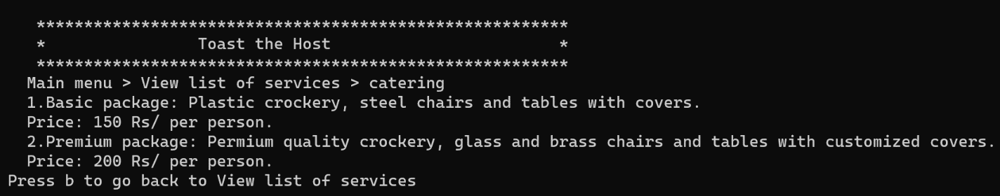 ********************************************************
* Toast the Host *
********************************************************
Main menu > View list of services > catering
1.Basic package: Plastic crockery, steel chairs and tables with covers.
Price: 150 Rs/ per person.
2.Premium package: Permium quality crockery, glass and brass chairs and tables with customized covers.
Price: 200 Rs/ per person.
Press b to go back to View list of services